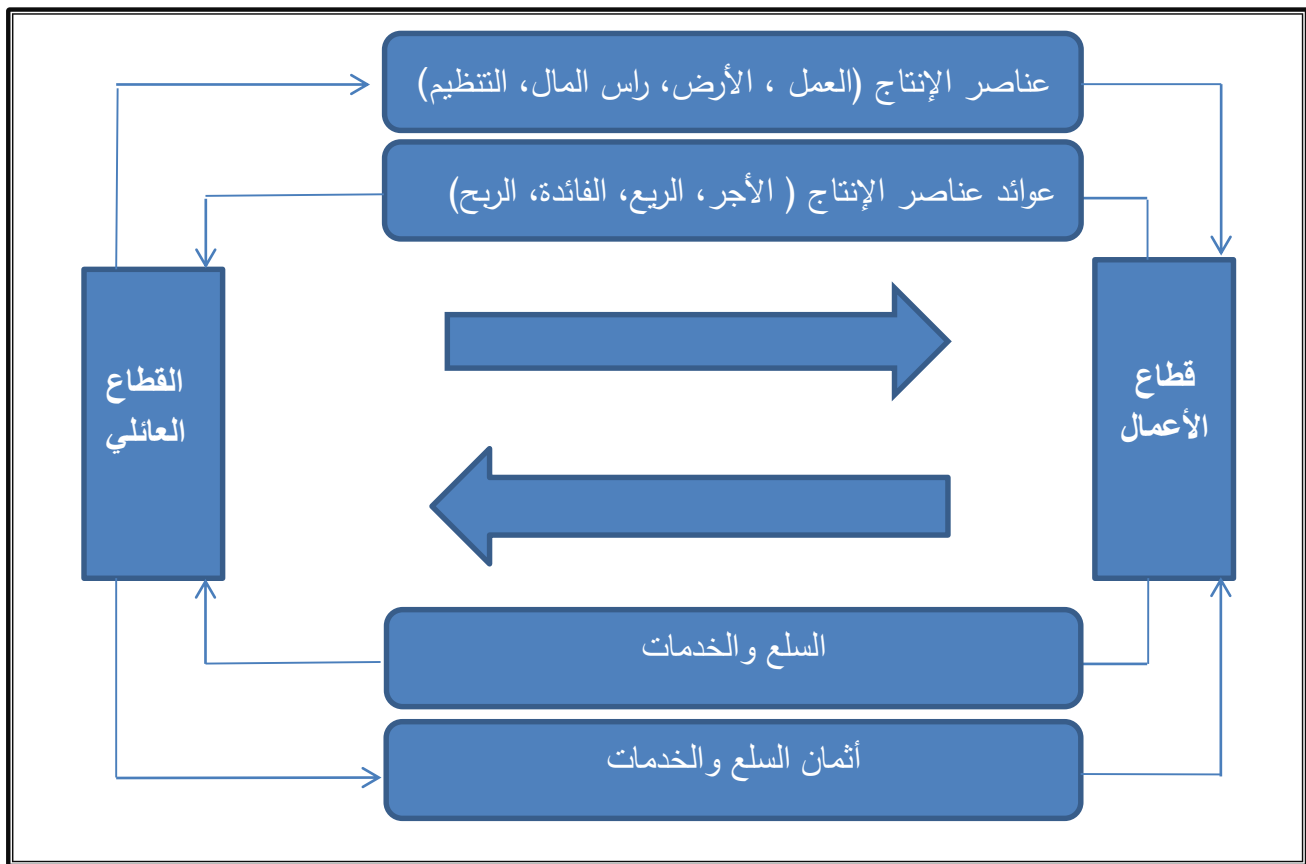 عناصر الإنتاج (العمل ، الأرض، راس المال، التنظيم)
عوائد عناصر الإنتاج ( الأجر، الريع، الفائدة، الربح)
قطاع
الأعمال
القطاع
العائلي
السلع والخدمات
أثمان السلع والخدمات